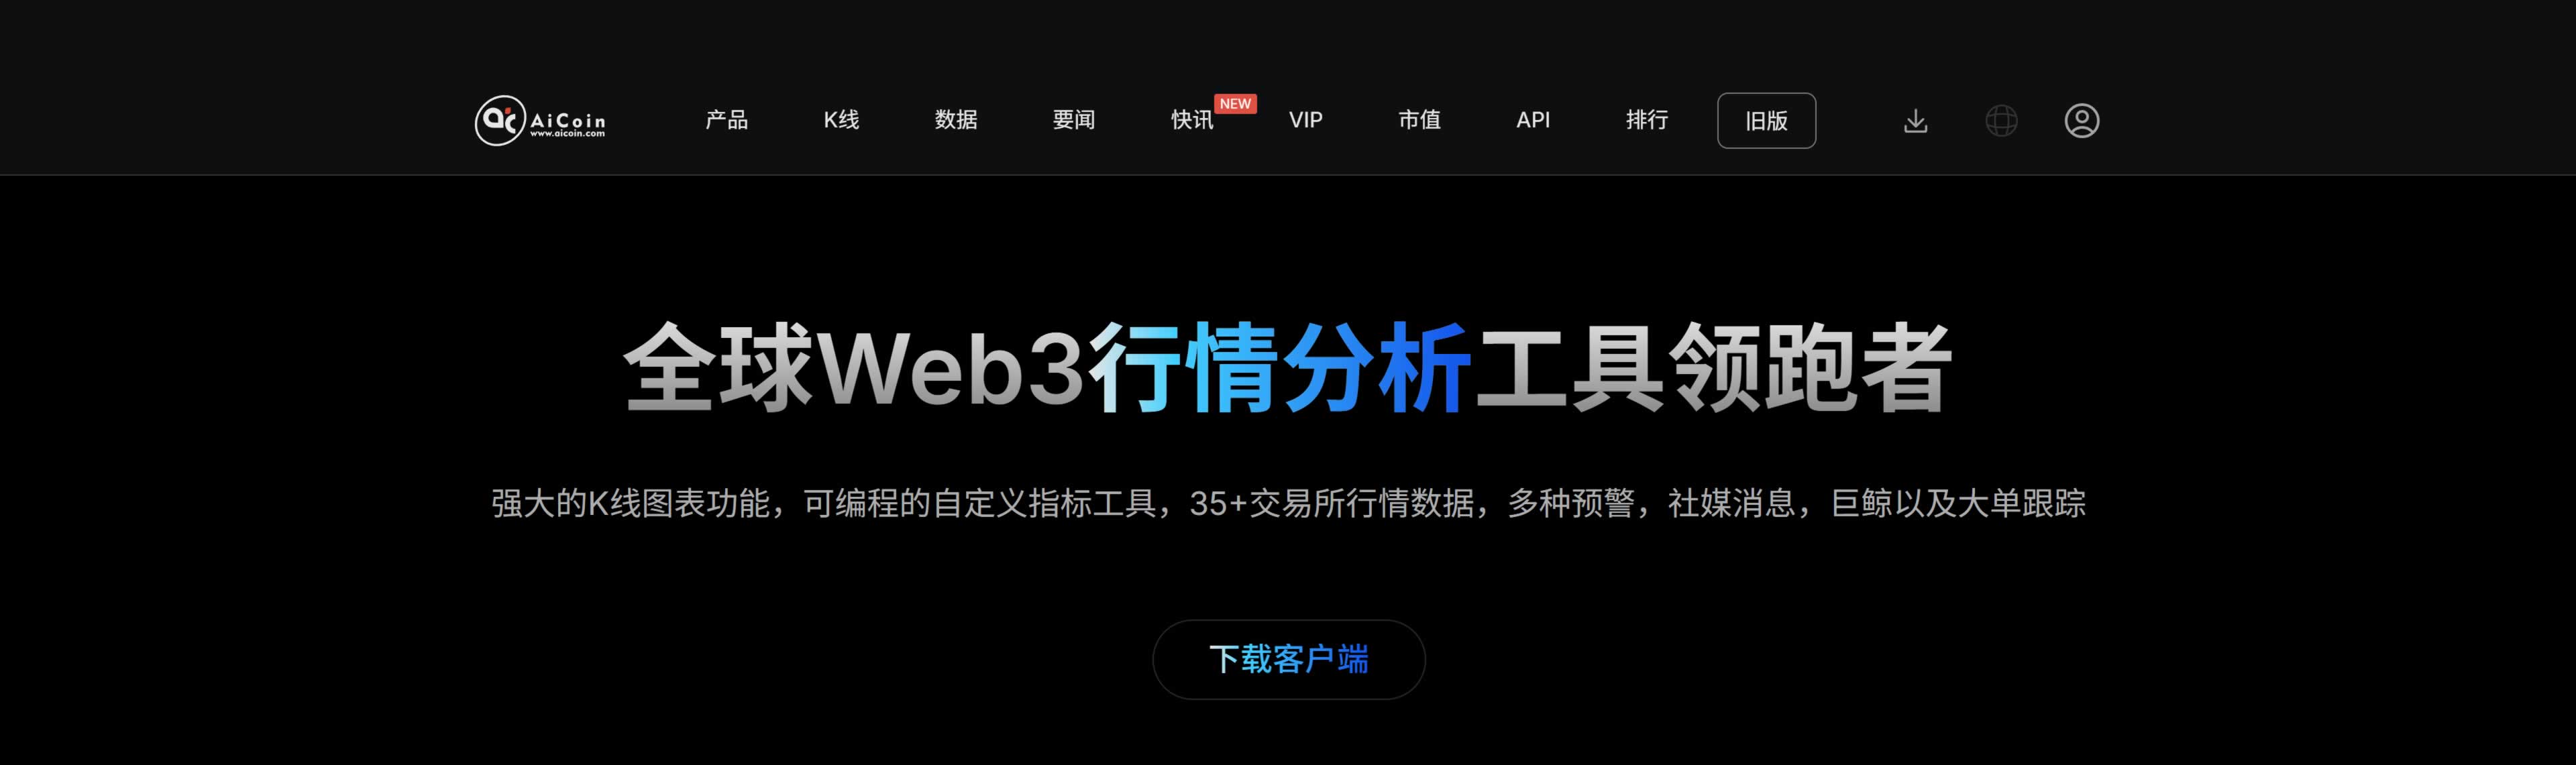 AiCoin
www.aicoin.com
产品 K线 数据 要闻 快讯 NEW VIP 市值 API 排行 旧版
全球Web3行情分析工具领跑者
强大的K线图表功能，可编程的自定义指标工具，35+交易所行情数据，多种预警，社媒消息，巨鲸以及大单跟踪
下载客户端